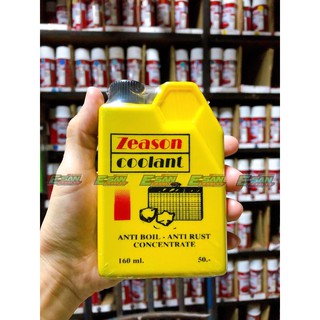 Zeason
coolant
ANTI BOIL - ANTI RUST
CONCENTRATE
160 ml. 50.-